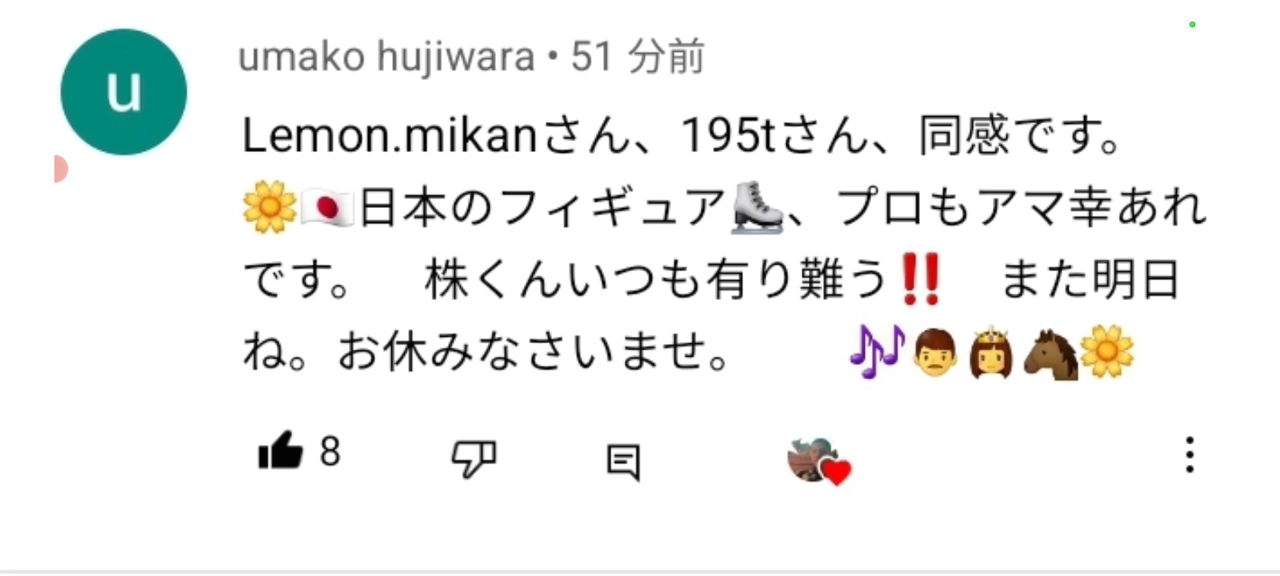 u
umako hujiwara • 51 分前
Lemon.mikanさん、195tさん、同感です。
🌼🇯🇵日本のフィギュア⛸️、プロもアマ幸あれ
です。　株くんいつも有り難う‼️　また明日
ね。お休みなさいませ。　　🎶👨👸🐴🌼
8